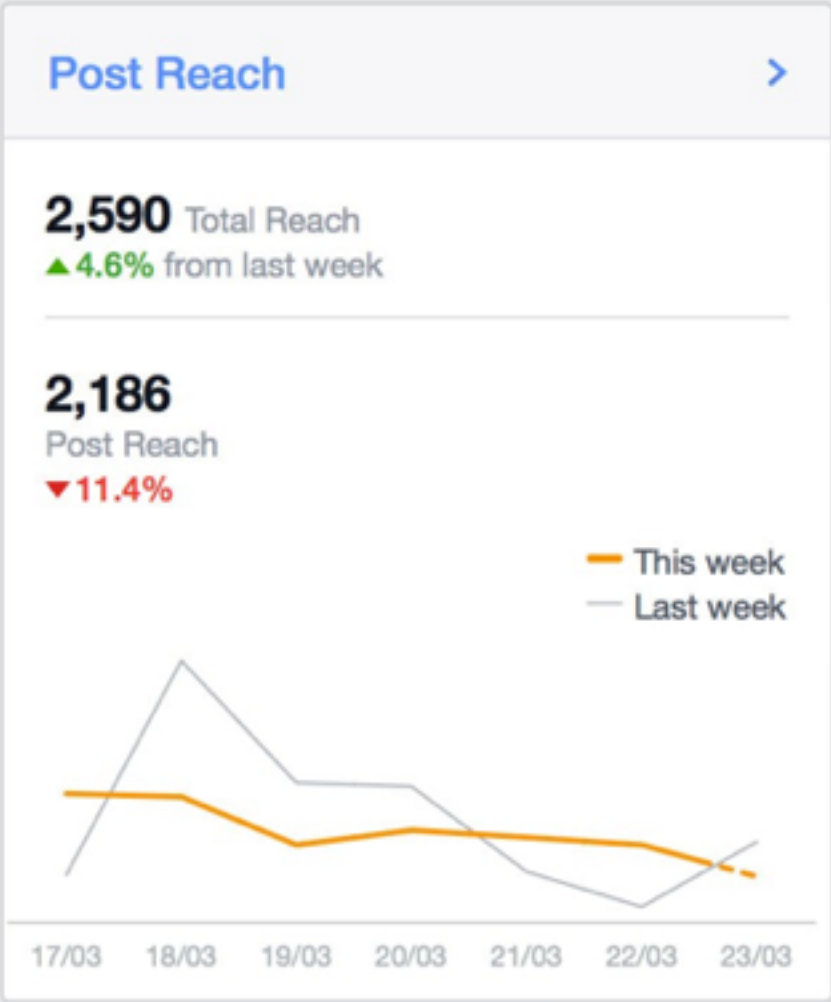 Post Reach
2,590 Total Reach
4.6% from last week
2,186
Post Reach
11.4%
This week
Last week
17/03 18/03 19/03 20/03 21/03 22/03 23/03